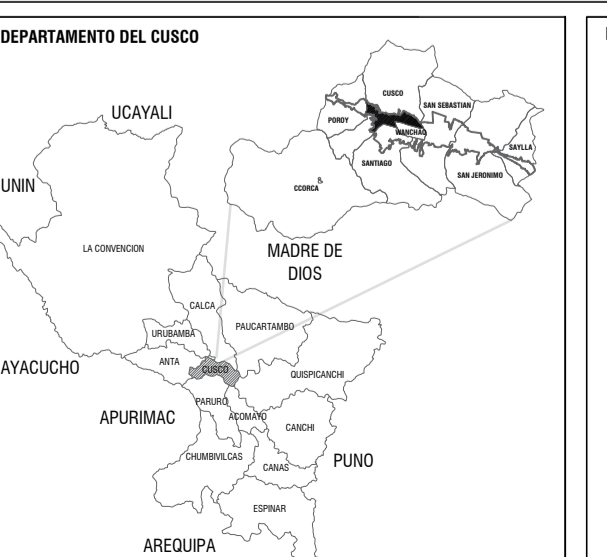 DEPARTAMENTO DEL CUSCO
UCAYALI
CUSCO
SAN SEBASTIAN
POROY
WANCHAQ
SAYLLA
SANTIAGO
SAN JERONIMO
UNIN
CCORCA
LA CONVENCION
MADRE DE
DIOS
CALCA
PAUCARTAMBO
URUBAMBA
AYACUCHO
ANTA
CUSCO
QUISPICANCHI
PARURO
APURIMAC
ACOMAYO
CANCHI
CHUMBIVILCAS
CANAS
PUNO
ESPINAR
AREQUIPA